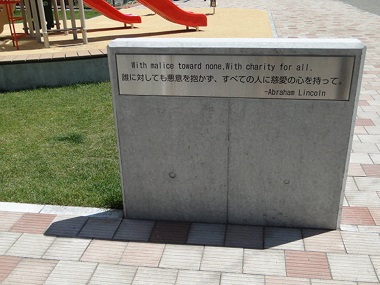 With malice toward none,With charity for all.
誰に対しても悪意を抱かず、すべての人に慈愛の心を持って。
-Abraham Lincoln